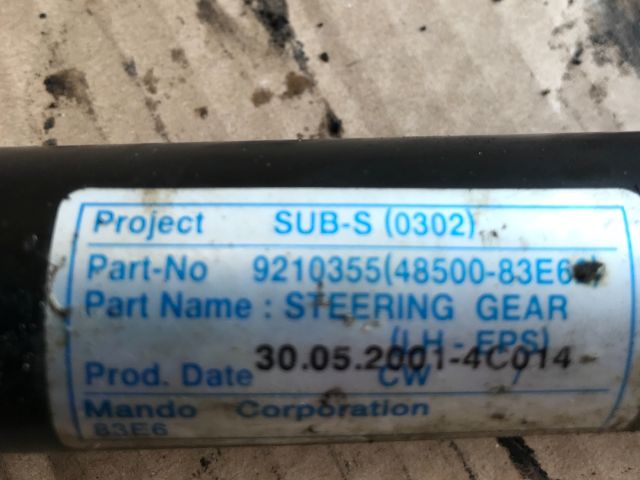 Project SUB-S (0302)
Part-No 9210355(48500-83E6
Part Name : STEERING GEAR
(LH - EPS)
Prod. Date 30.05.2001-4C014
CW /
Mando Corporation
83E6